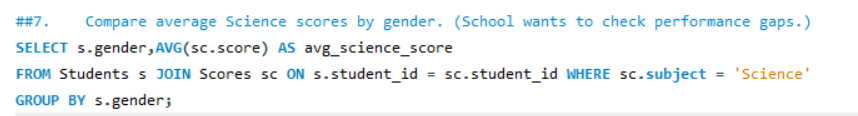 ##7.    Compare average Science scores by gender. (School wants to check performance gaps.)
SELECT s.gender,AVG(sc.score) AS avg_science_score
FROM Students s JOIN Scores sc ON s.student_id = sc.student_id WHERE sc.subject = 'Science'
GROUP BY s.gender;